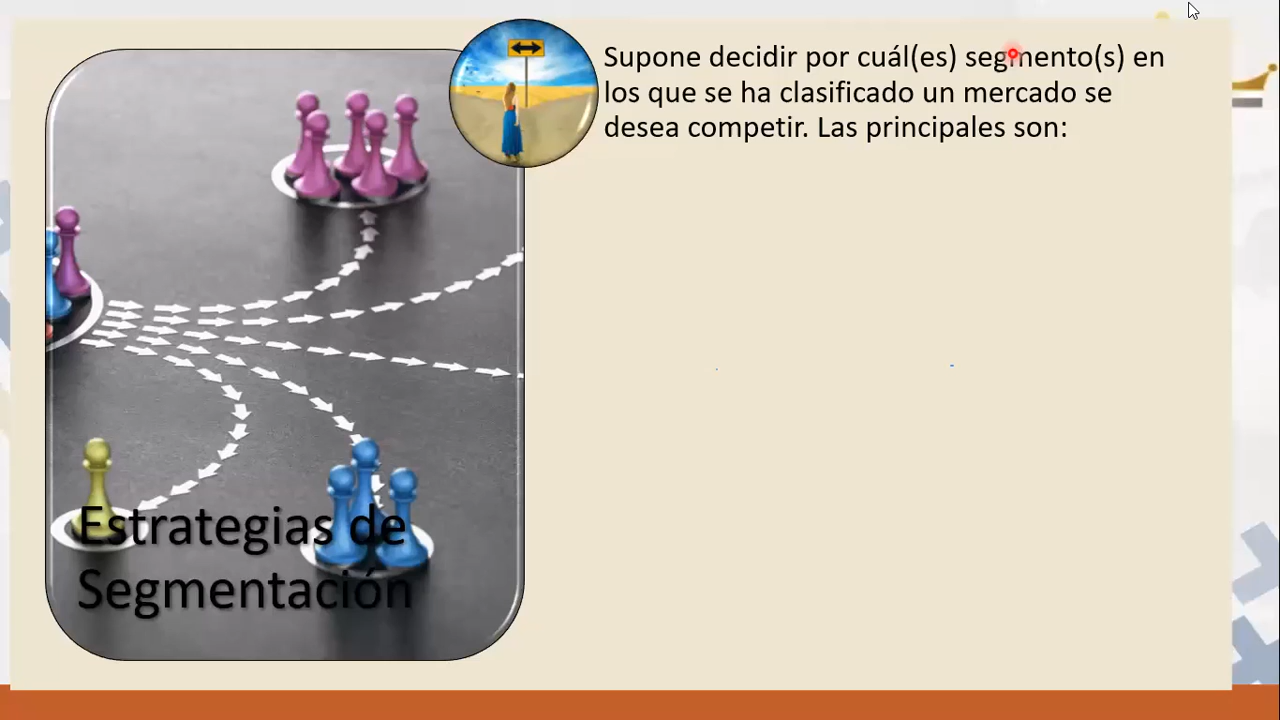 Supone decidir por cuál(es) segmento(s) en
los que se ha clasificado un mercado se
desea competir. Las principales son:
Estrategias de
Segmentación